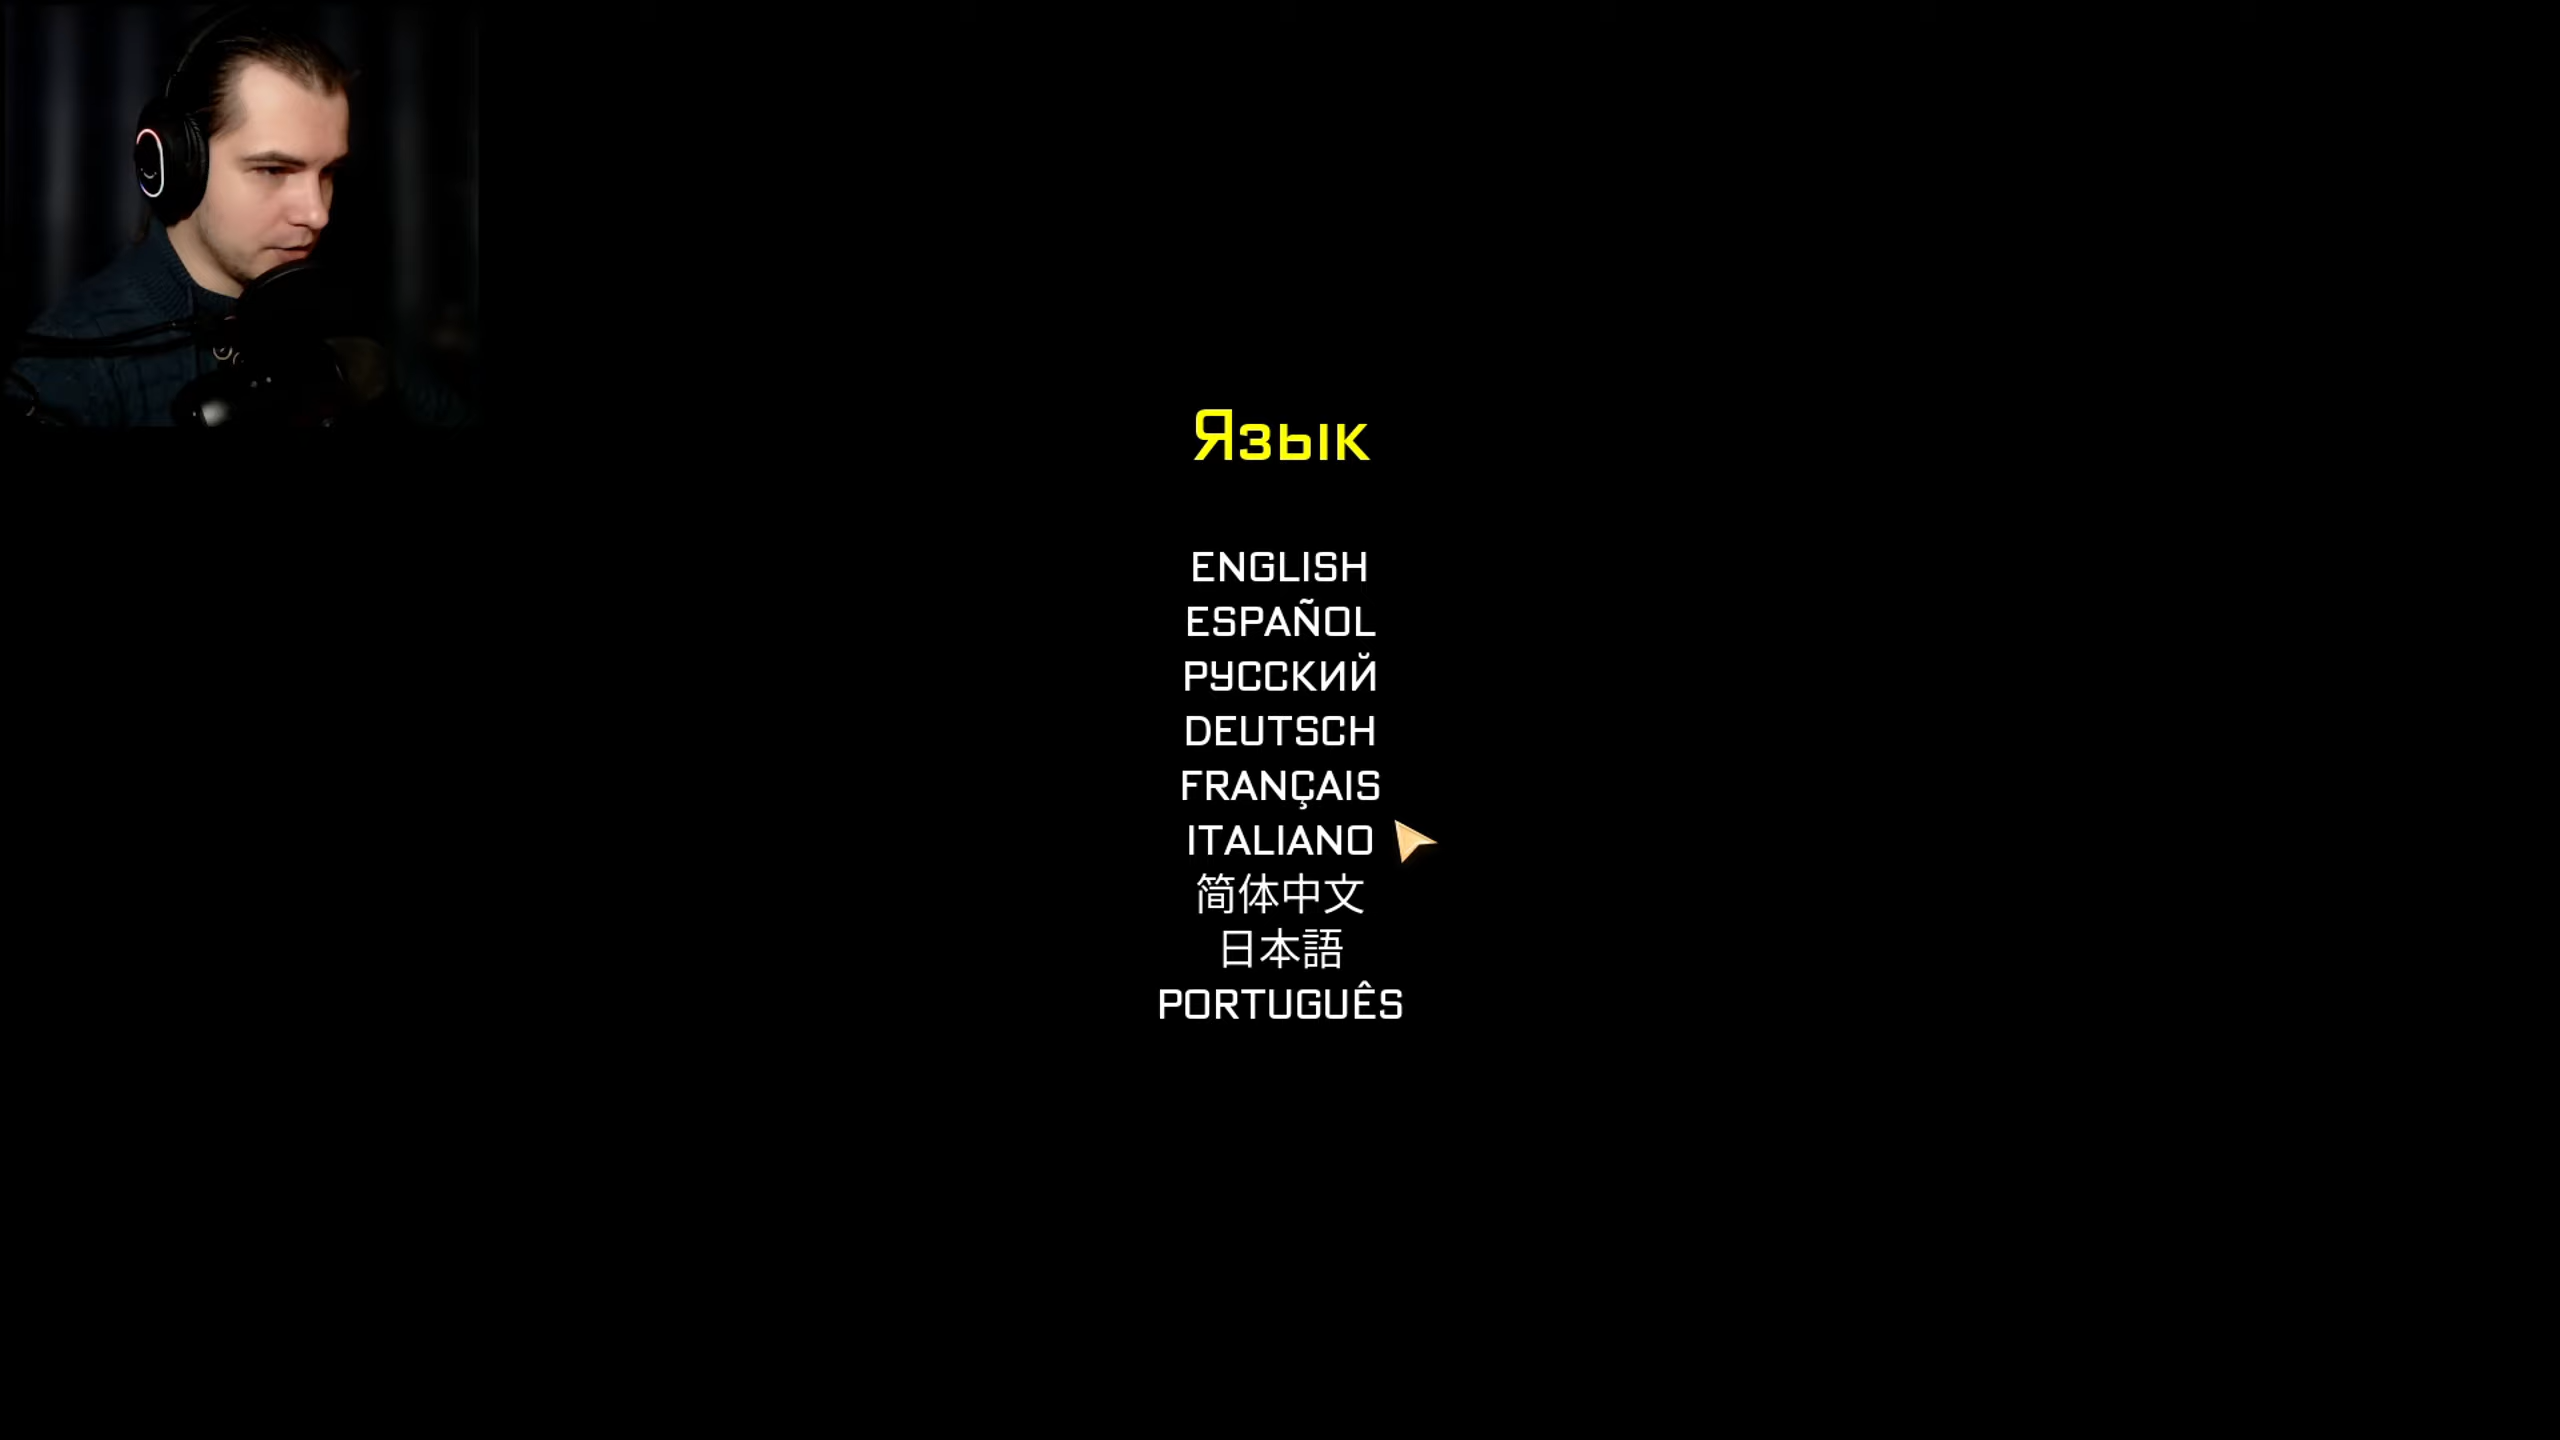 Язык
ENGLISH
ESPAÑOL
РУССКИЙ
DEUTSCH
FRANÇAIS
ITALIANO
简体中文
日本語
PORTUGUÊS